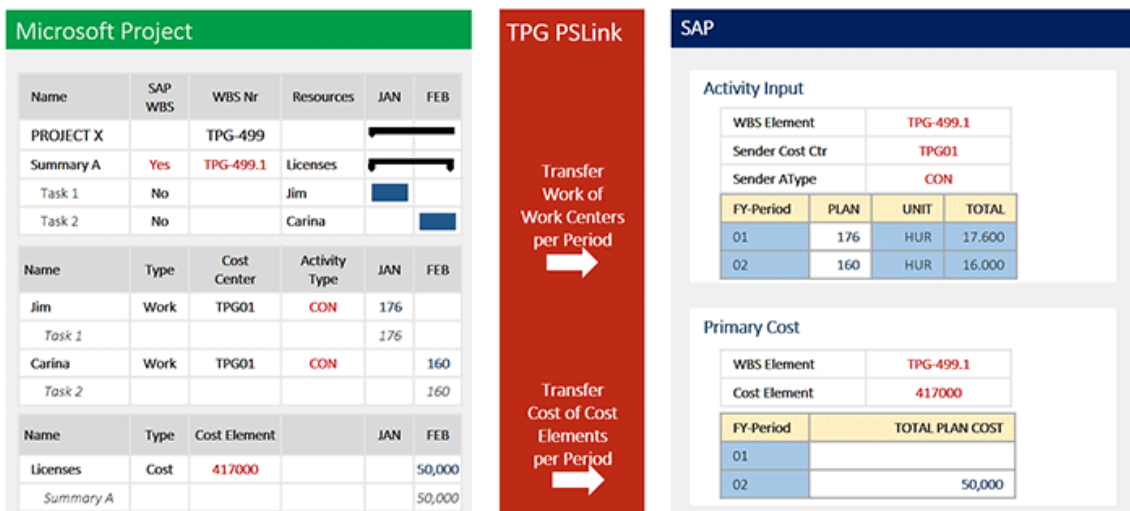 Microsoft Project
Name SAP WBS WBS Nr Resources JAN FEB
PROJECT X TPG-499
Summary A Yes TPG-499.1 Licenses
Task 1 No Jim
Task 2 No Carina
Name Type Cost Center Activity Type JAN FEB
Jim Work TPG01 CON 176
Task 1 176
Carina Work TPG01 CON 160
Task 2 160
Name Type Cost Element JAN FEB
Licenses Cost 417000 50,000
Summary A 50,000
TPG PSLink
Transfer
Work of
Work Centers
per Period
Transfer
Cost of Cost
Elements
per Period
SAP
Activity Input
WBS Element TPG-499.1
Sender Cost Ctr TPG01
Sender AType CON
FY-Period PLAN UNIT TOTAL
01 176 HUR 17.600
02 160 HUR 16.000
Primary Cost
WBS Element TPG-499.1
Cost Element 417000
FY-Period TOTAL PLAN COST
01
02 50,000